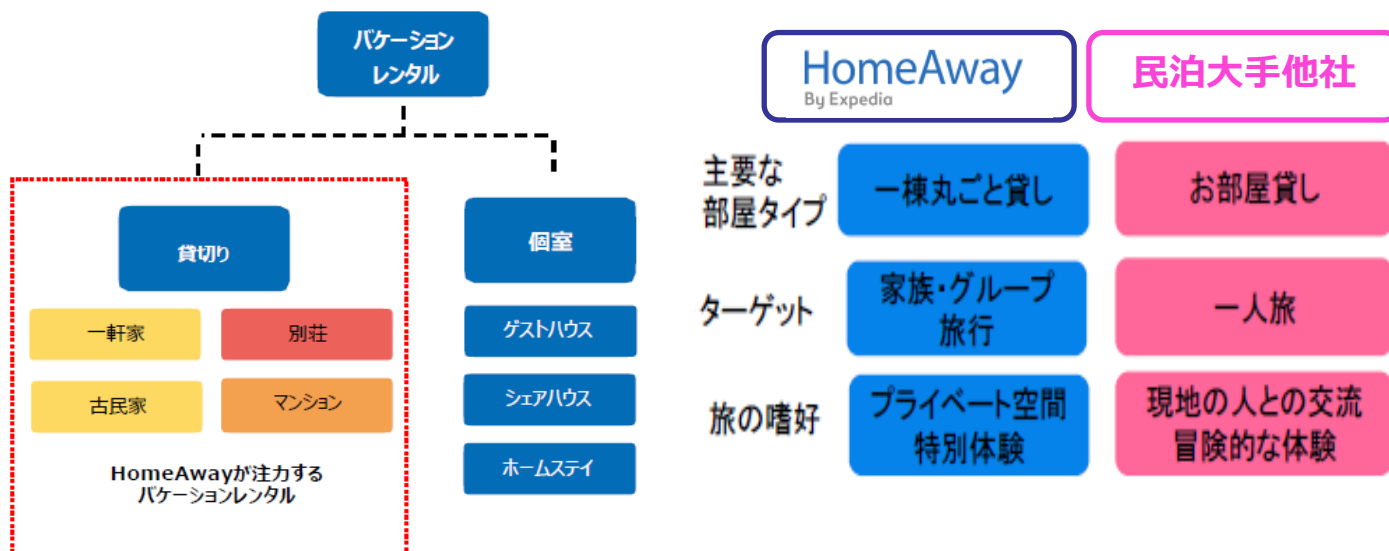 バケーション
レンタル
貸切り
一軒家
別荘
古民家
マンション
HomeAwayが注力する
バケーションレンタル
個室
ゲストハウス
シェアハウス
ホームステイ
HomeAway
By Expedia
民泊大手他社
主要な
部屋タイプ
一棟丸ごと貸し
お部屋貸し
ターゲット
家族・グループ
旅行
一人旅
旅の嗜好
プライベート空間
特別体験
現地の人との交流
冒険的な体験